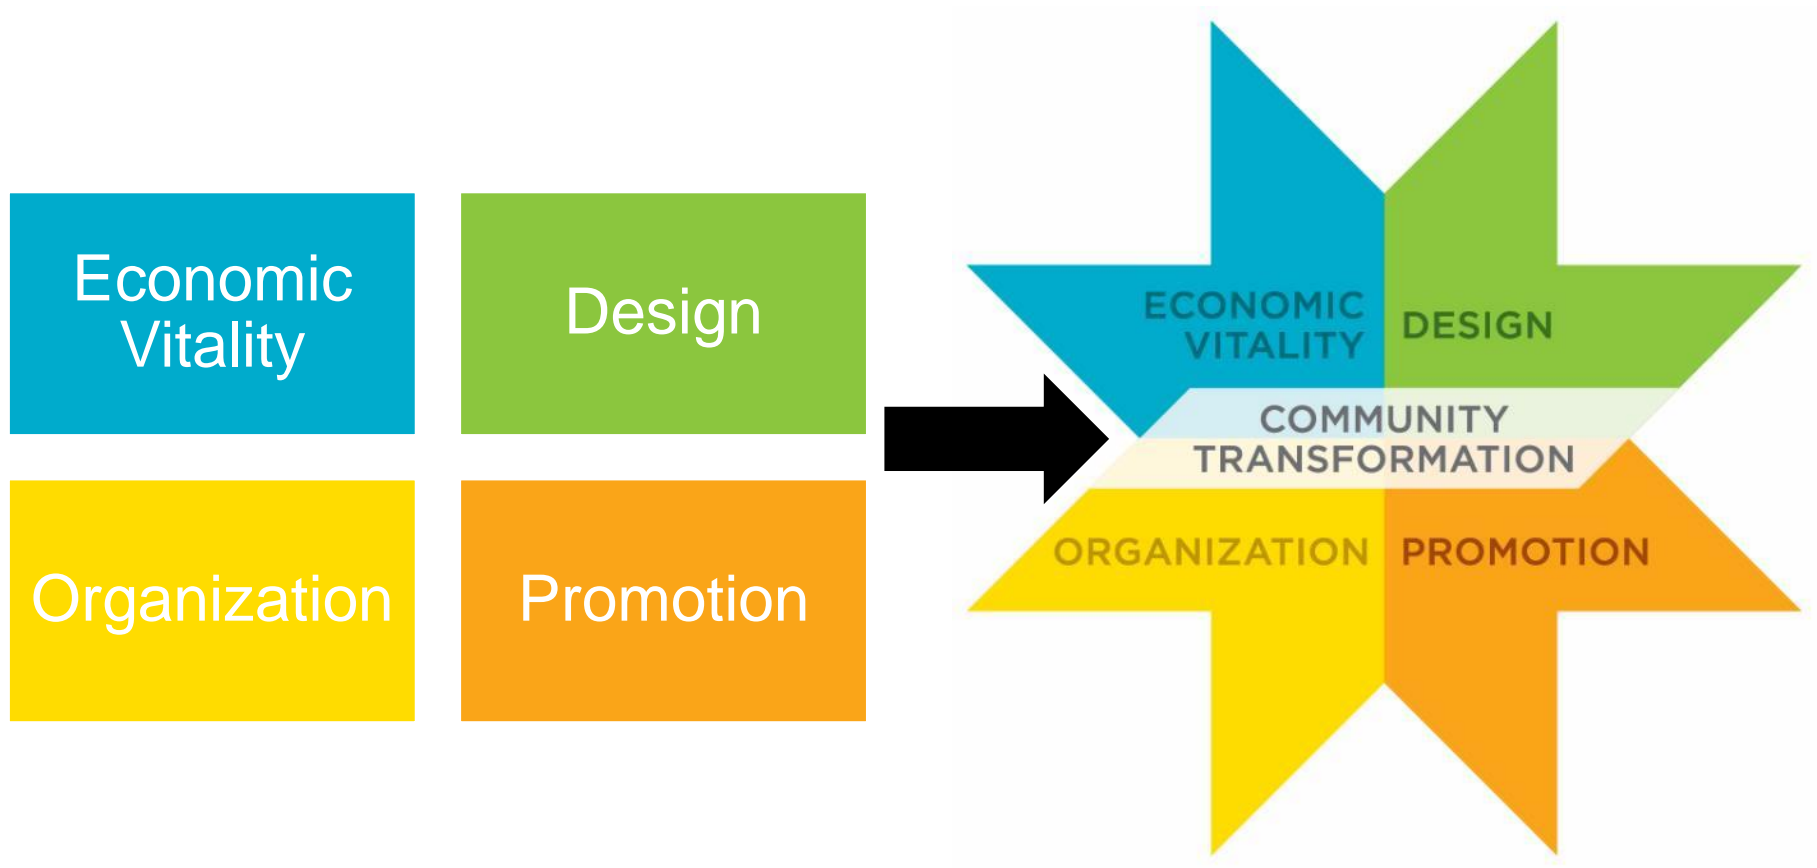 Economic
Vitality
Design
Organization
Promotion
ECONOMIC
VITALITY
DESIGN
COMMUNITY
TRANSFORMATION
ORGANIZATION
PROMOTION